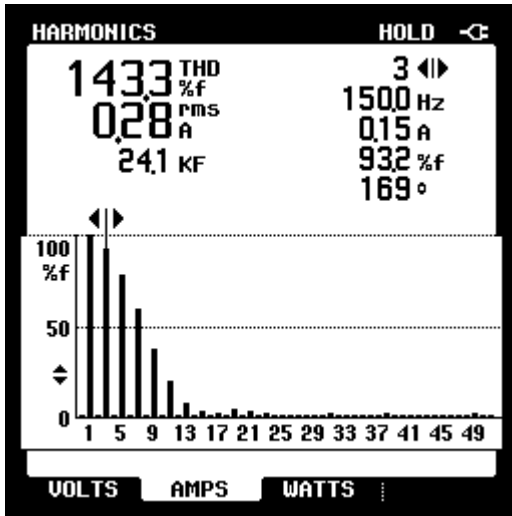 HARMONICS HOLD
143.3 THD %f
0.28 rms A
24.1 KF
3
150.0 Hz
0.15 A
93.2 %f
169 °
100
%f
50
0
1 5 9 13 17 21 25 29 33 37 41 45 49
VOLTS AMPS WATTS